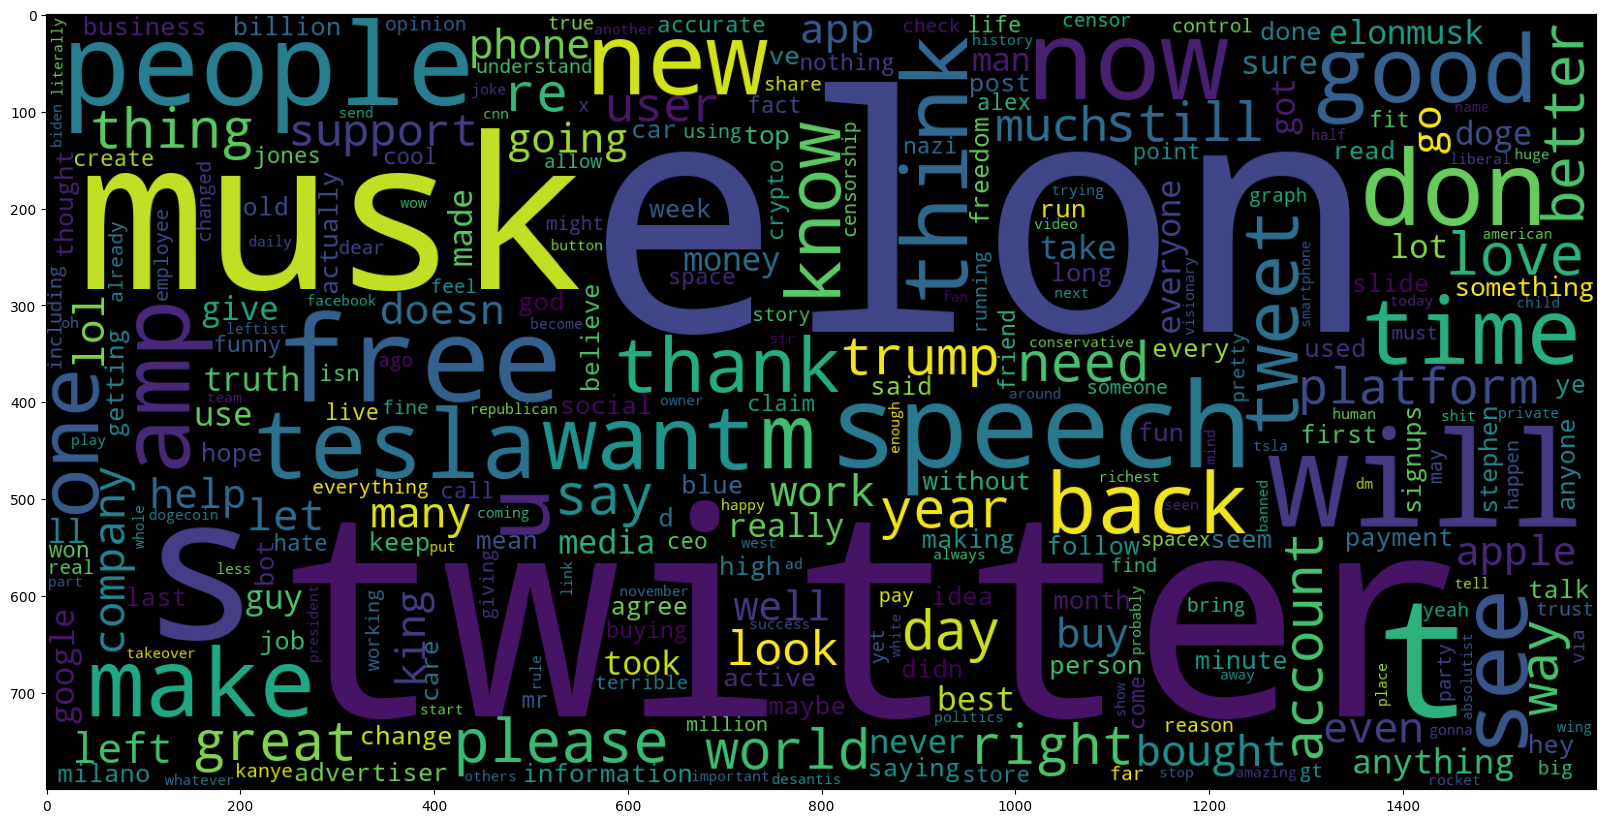 0
100
200
300
400
500
600
700
0
200
400
600
800
1000
1200
1400
literally
business
billion
opinion
true
another
accurate
app
check
life
censor
control
done
elonmusk
people
phone
understand
new
ve
nothing
history
man
now
sure
good
better
joke
re
share
think
post
biden
thing
send
support
cnn
x
user
fact
alex
muchstill
got
half
fit
go
doge
name
create
jones
cool
going
car
using
top
know
censorship
nazi
freedom
point
read
liberal
huge
allow
thought
changed
musk
elon
don
wow
old
week
crypto
trying
run
graph
employee
actually
made
might
video
take
everyone
tweet
american
daily
dear
button
money
lot
love
already
feel
space
long
slide
something
including
facebook
god
believe
fan
running
next
visionary
smartphone
today
child
oh
lol
amp
give
doesn
become
story
time
leftist
funny
free
sir
conservative
must
ago
thank
trump
friend
need
every
pretty
used
getting
truth
isn
said
someone
platform
ye
one
team
use
live
fine
republican
social
owner
claim
around
human
shit
private
play
tesla
want
m
speech
enough
fun
mind
tsla
first
signups
stephen
hope
will
may
happen
anyone
company
help
everything
call
say
blue
work
without
richest
dm
dogecoin
many
u
happy
year
back
seen
banned
ll
whole
let
coming
d
really
won
s
hate
keep
put
mean
media
ceo
making
follow
spacex
seem
payment
apple
real
bot
less
west
always
find
part
twitter
giving
link
high
ad
tell
last
guy
november
agree
well
pay
idea
month
bring
account
t
yeah
talk
see
google
working
king
buying
success
day
buy
trust
job
president
yet
white
probably
takeover
care
took
look
didn
person
minute
way
via
make
terrible
active
away
place
party
absolutist
start
mr
rule
maybe
best
come
show
left
great
change
please
million
politics
reason
even
gonna
wing
world
never
right
bought
hey
milano
whatever
kanye
advertiser
others
information
important
desantis
saying
store
far
stop
amazing
gt
anything
rocket
big